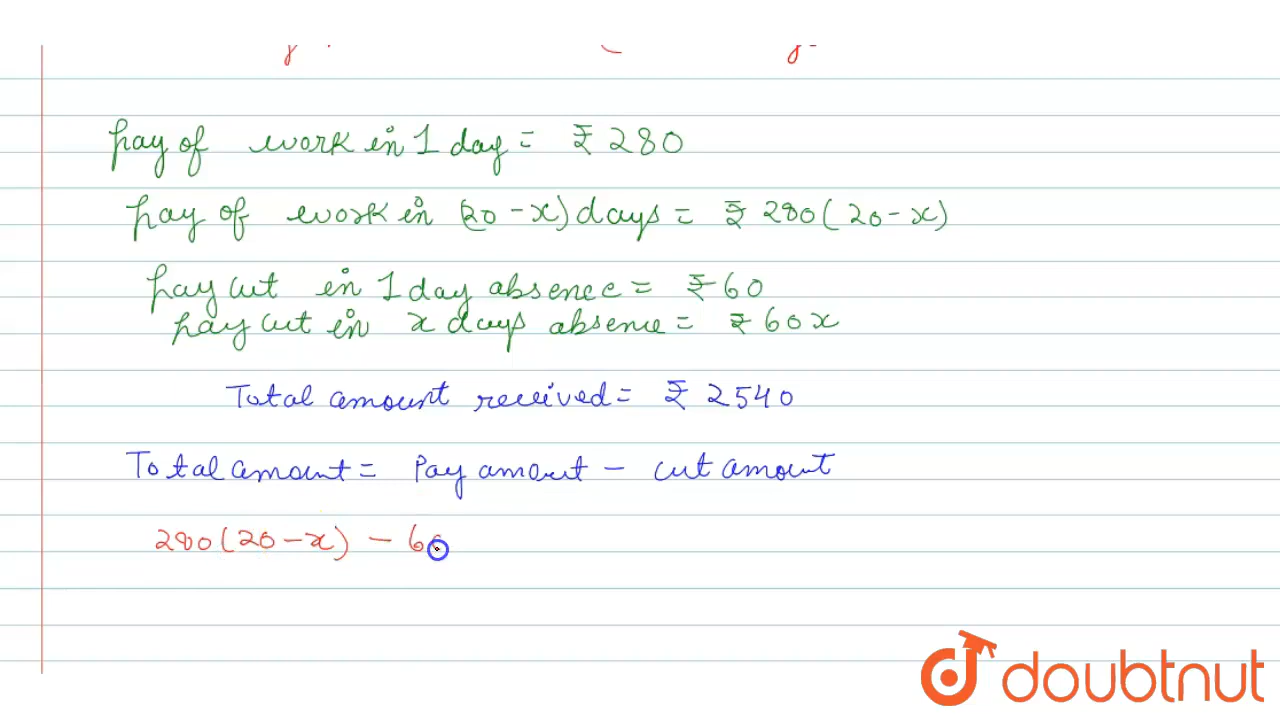 pay of work in 1 day = ₹ 280
pay of work in (20 - x) days = ₹ 280 (20 - x)
pay cut in 1 day absence = ₹ 60
pay cut in x days absence = ₹ 60x
Total amount received = ₹ 2540
Total amount = Pay amount - cut amount
280 (20 - x) - 60
doubtnut